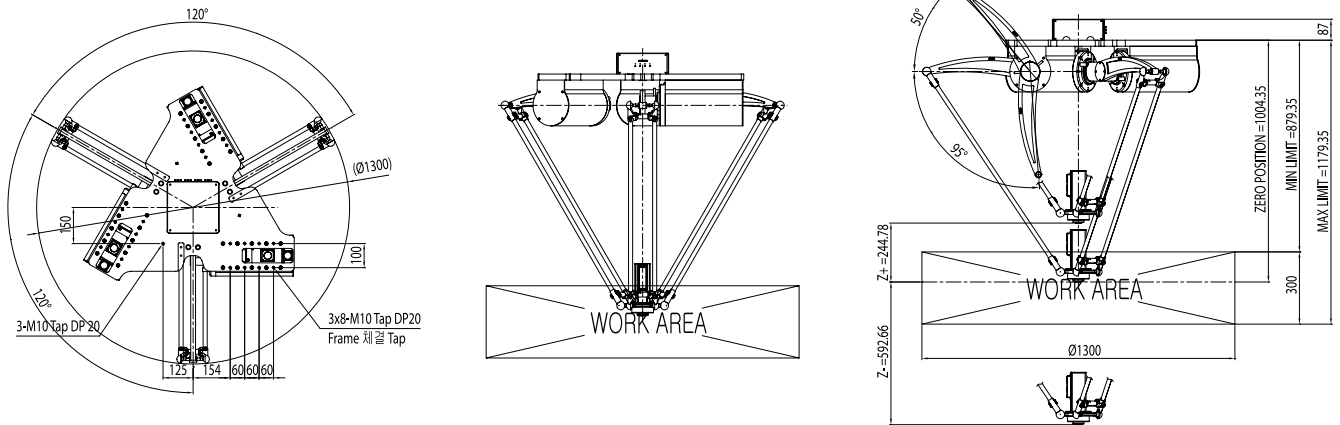 120°
(Ø1300)
150
100
120°
3-M10 Tap DP 20
3x8-M10 Tap DP20
Frame 체결 Tap
125
154
60
60
60
WORK AREA
50°
95°
87
ZERO POSITION =1004.35
MIN LIMIT =879.35
MAX LIMIT =1179.35
Z+ =244.78
WORK AREA
300
Z-=592.66
Ø1300